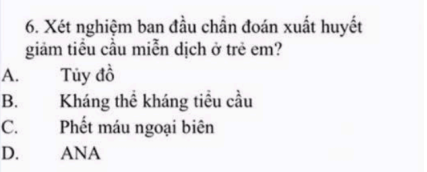 6. Xét nghiệm ban đầu chẩn đoán xuất huyết
giảm tiểu cầu miễn dịch ở trẻ em?
A. Tủy đồ
B. Kháng thể kháng tiểu cầu
C. Phết máu ngoại biên
D. ANA